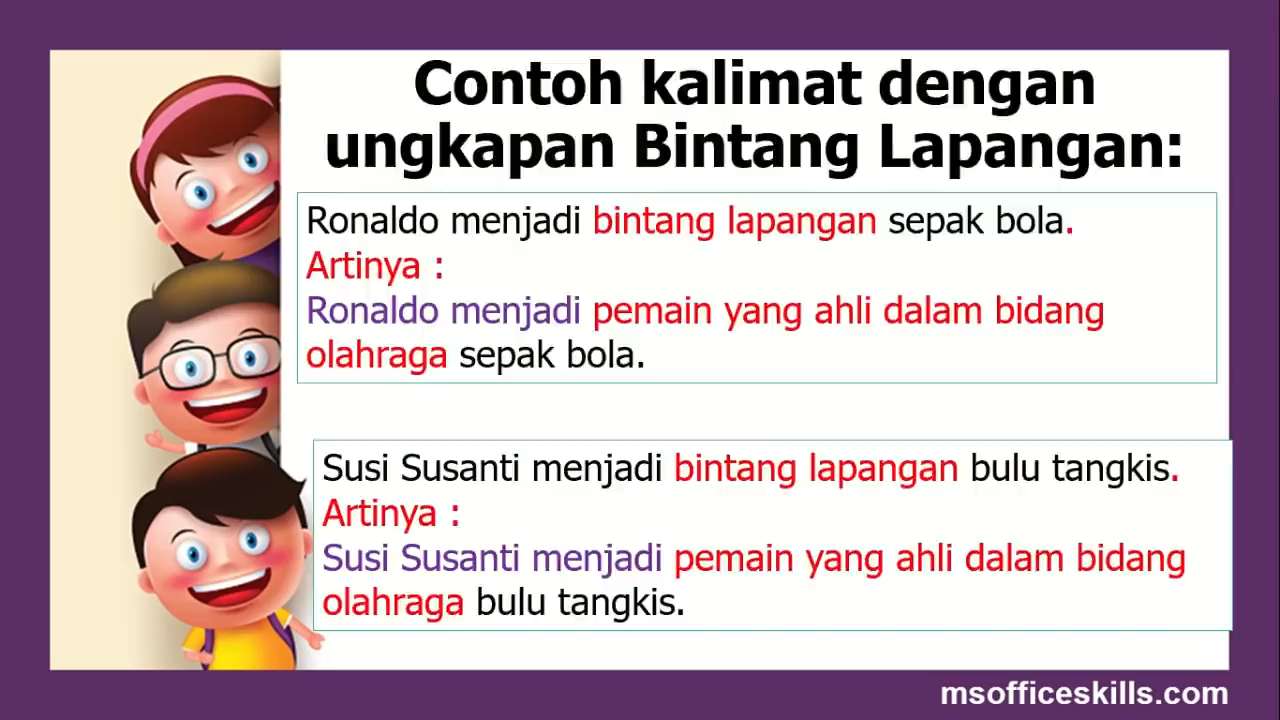 Contoh kalimat dengan
ungkapan Bintang Lapangan:
Ronaldo menjadi bintang lapangan sepak bola.
Artinya :
Ronaldo menjadi pemain yang ahli dalam bidang
olahraga sepak bola.
Susi Susanti menjadi bintang lapangan bulu tangkis.
Artinya :
Susi Susanti menjadi pemain yang ahli dalam bidang
olahraga bulu tangkis.
msofficeskills.com